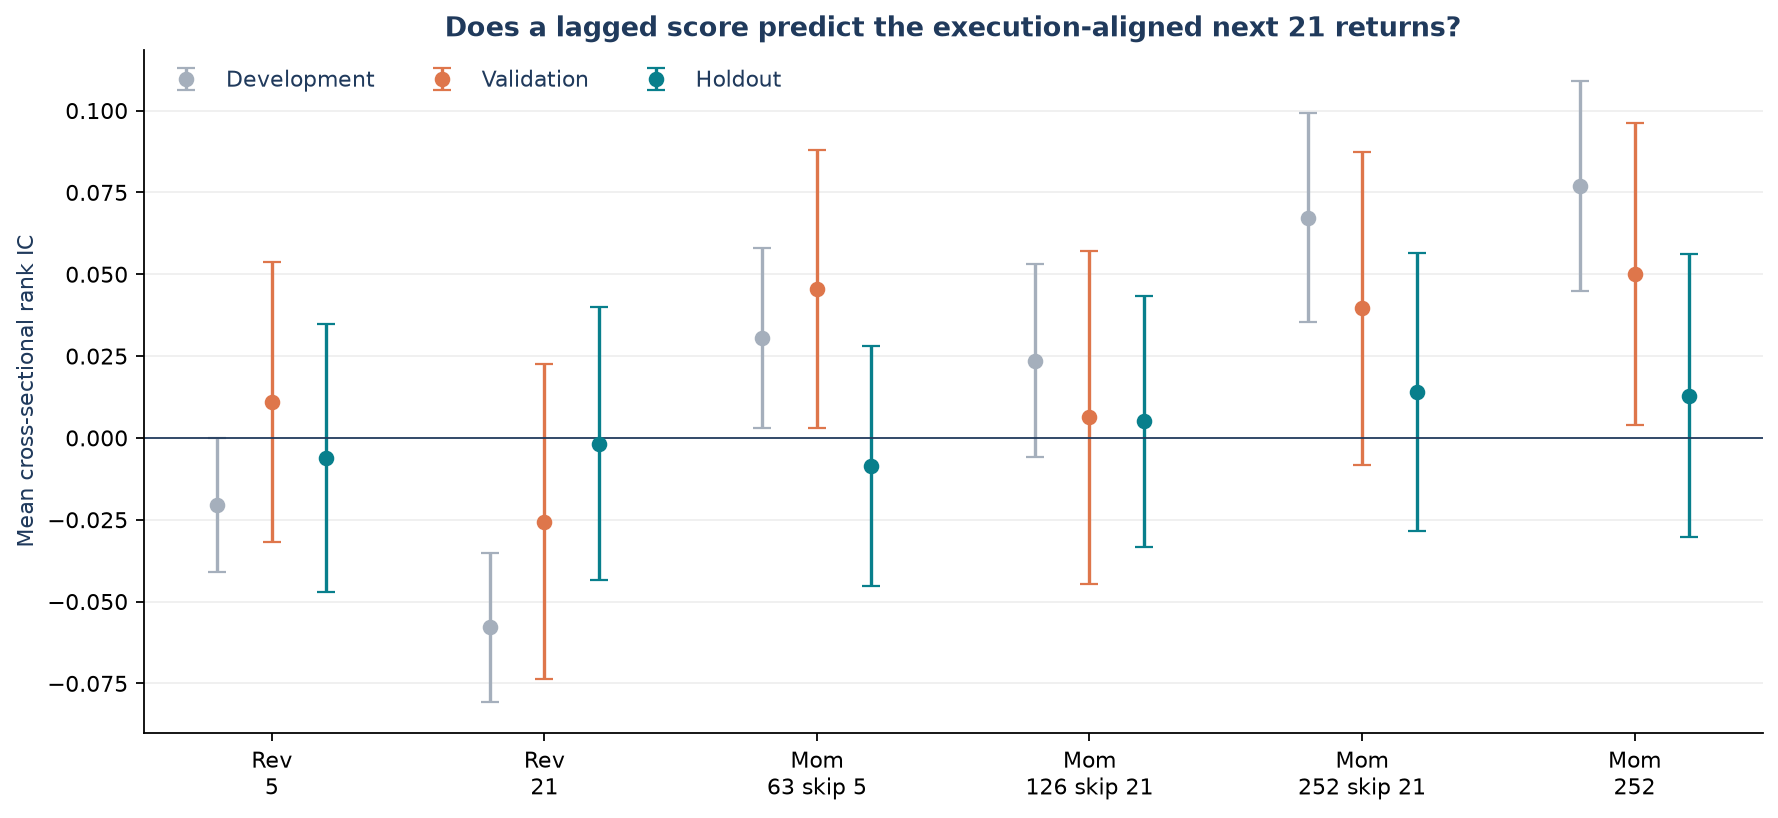 Does a lagged score predict the execution-aligned next 21 returns?
Development
Validation
Holdout
Mean cross-sectional rank IC
0.100
0.075
0.050
0.025
0.000
−0.025
−0.050
−0.075
Rev
5
Rev
21
Mom
63 skip 5
Mom
126 skip 21
Mom
252 skip 21
Mom
252